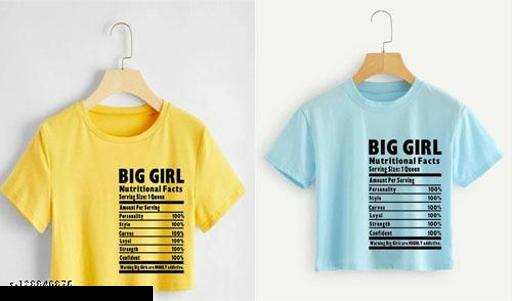 BIG GIRL
Nutritional Facts
Serving Size: 1 Queen
Amount Per Serving
Personality 100%
Style 100%
Curves 100%
Loyal 100%
Strength 100%
Confident 100%
Warning Big Girls are HIGHLY addictive.
BIG GIRL
Nutritional Facts
Serving Size: 1 Queen
Amount Per Serving
Personality 100%
Style 100%
Curves 100%
Loyal 100%
Strength 100%
Confident 100%
Warning Big Girls are HIGHLY addictive.